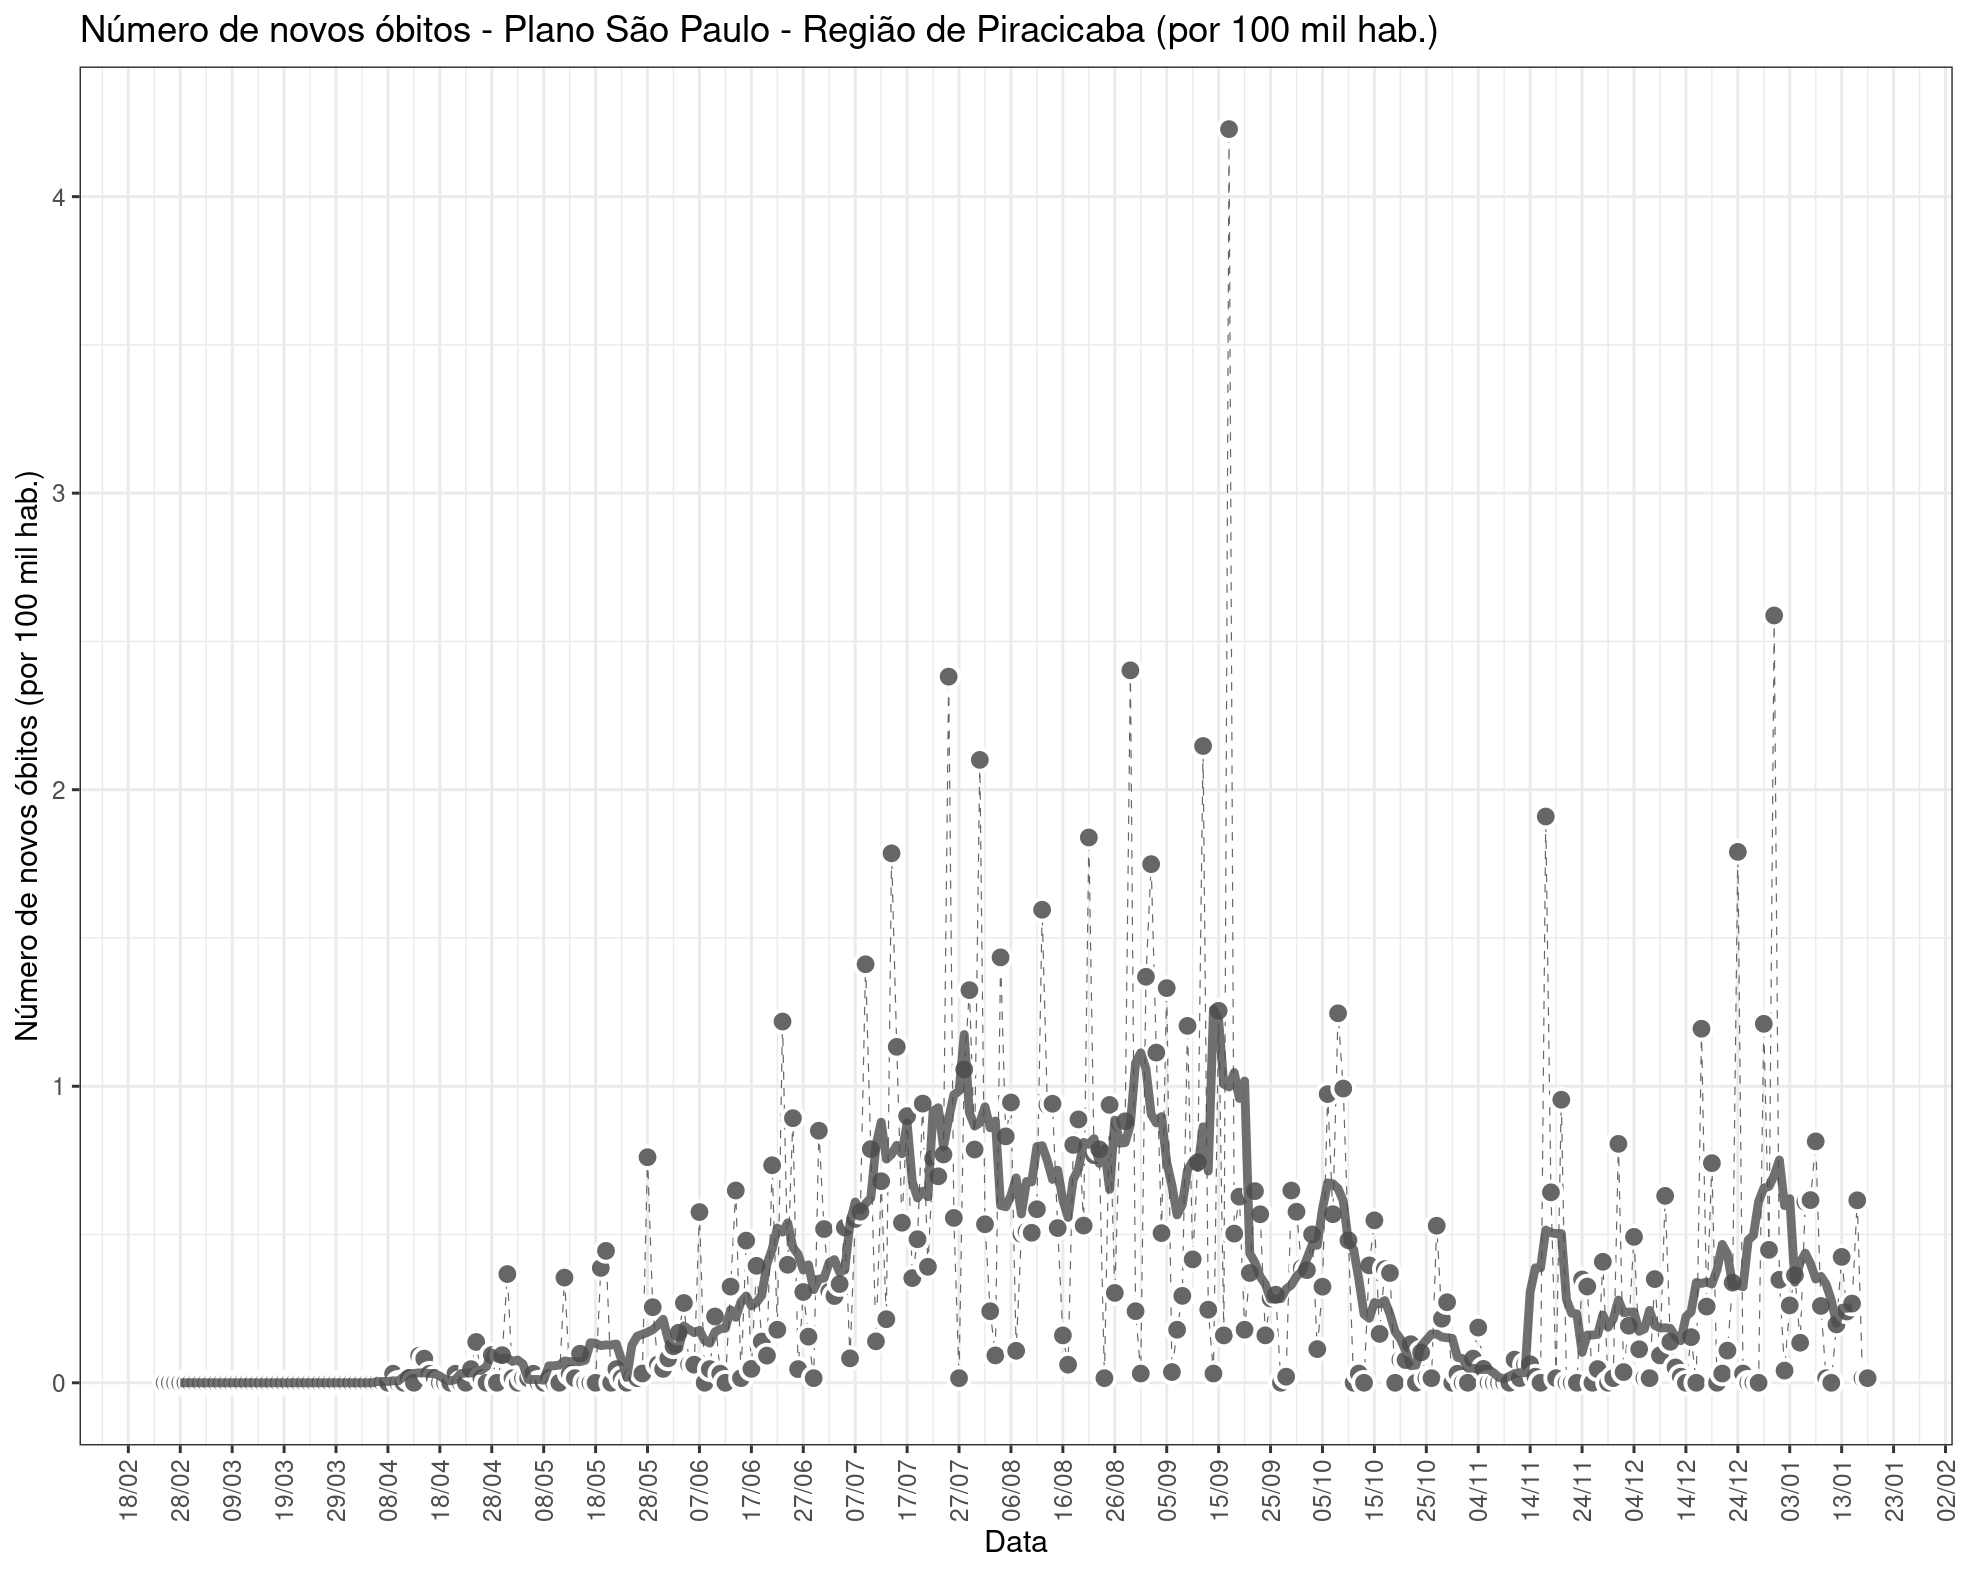 Número de novos óbitos - Plano São Paulo - Região de Piracicaba (por 100 mil hab.)
Número de novos óbitos (por 100 mil hab.)
4
3
2
1
0
18/02 28/02 09/03 19/03 29/03 08/04 18/04 28/04 08/05 18/05 28/05 07/06 17/06 27/06 07/07 17/07 27/07 06/08 16/08 26/08 05/09 15/09 25/09 05/10 15/10 25/10 04/11 14/11 24/11 04/12 14/12 24/12 03/01 13/01 23/01 02/02
Data